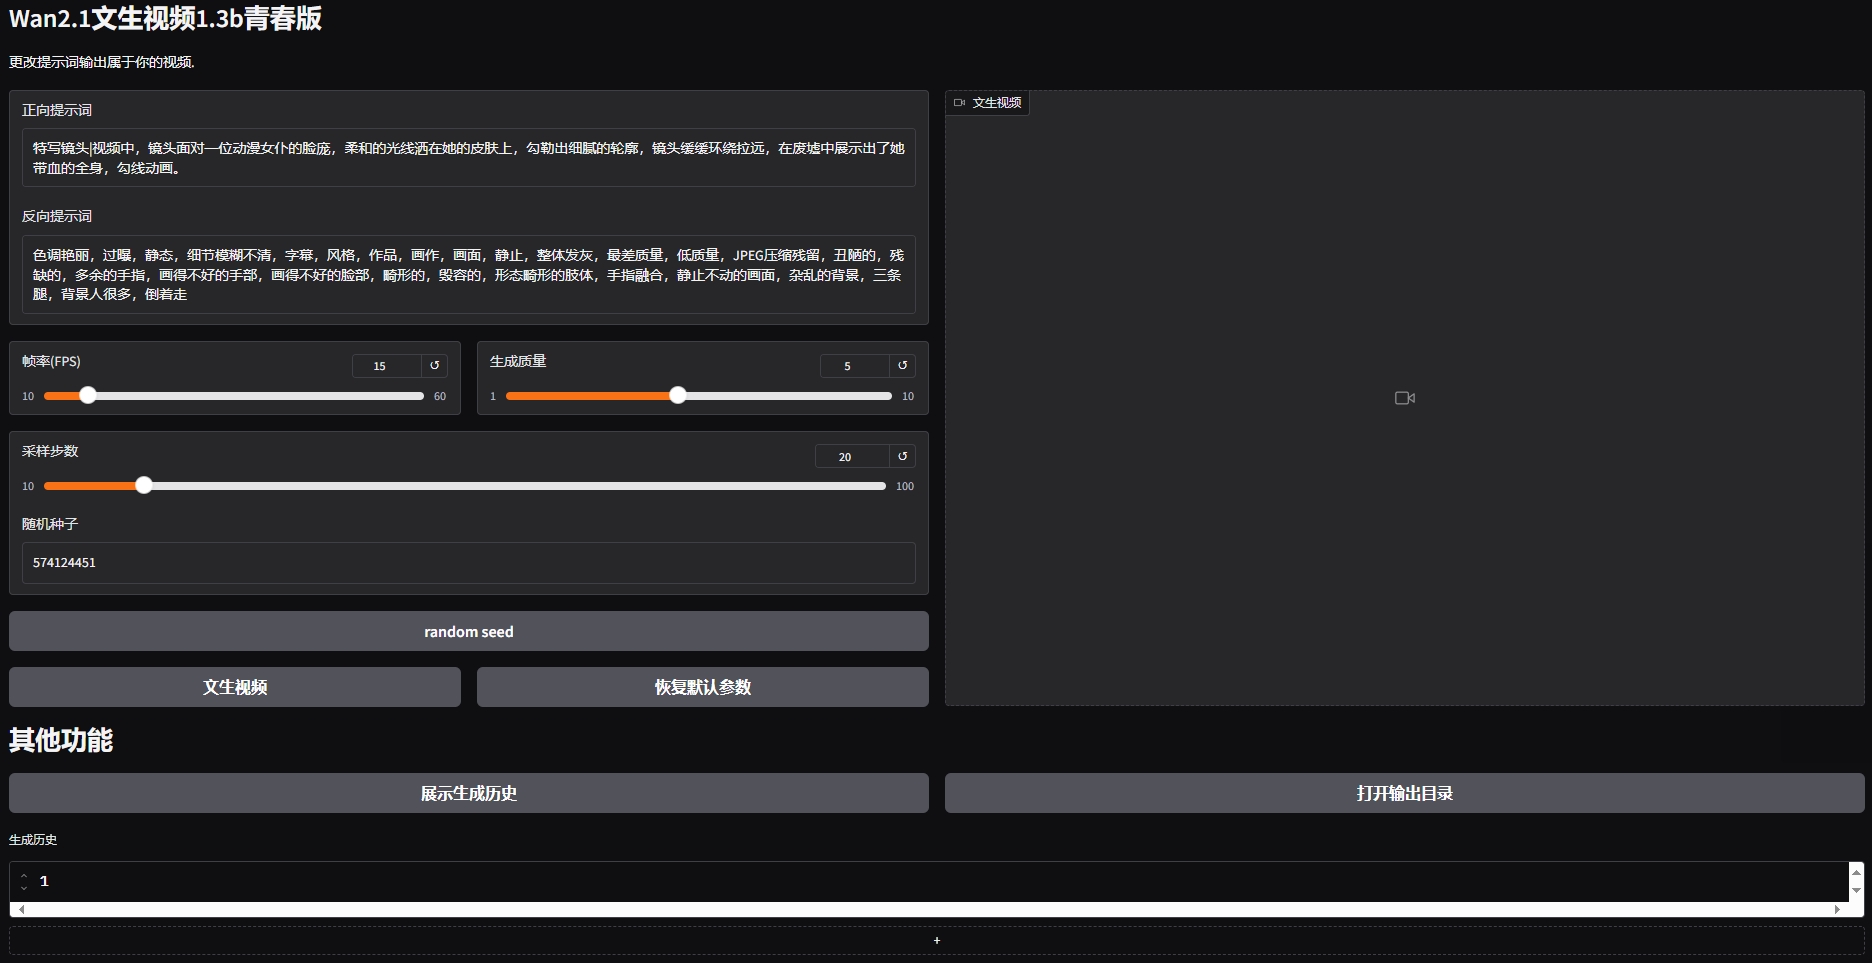 Wan2.1文生视频1.3b青春版
更改提示词输出属于你的视频.
正向提示词
特写镜头|视频中，镜头面对一位动漫女仆的脸庞，柔和的光线洒在她的皮肤上，勾勒出细腻的轮廓，镜头缓缓环绕拉远，在废墟中展示出了她
带血的全身，勾线动画。
反向提示词
色调艳丽，过曝，静态，细节模糊不清，字幕，风格，作品，画作，画面，静止，整体发灰，最差质量，低质量，JPEG压缩残留，丑陋的，残
缺的，多余的手指，画得不好的手部，画得不好的脸部，畸形的，毁容的，形态畸形的肢体，手指融合，静止不动的画面，杂乱的背景，三条
腿，背景人很多，倒着走
帧率(FPS)
15
↺
10
60
生成质量
5
↺
1
10
采样步数
20
↺
10
100
随机种子
574124451
random seed
文生视频
恢复默认参数
文生视频
其他功能
展示生成历史
打开输出目录
生成历史
1
+